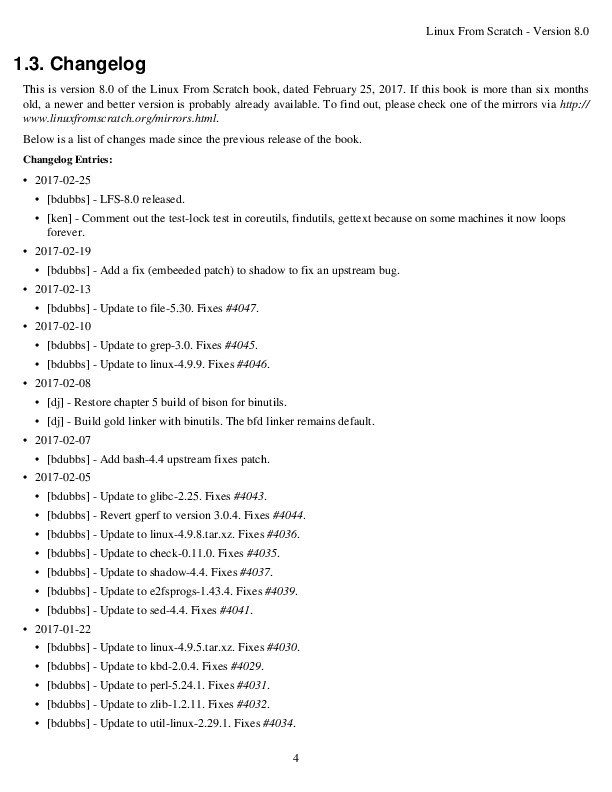 Linux From Scratch - Version 8.0
1.3. Changelog
This is version 8.0 of the Linux From Scratch book, dated February 25, 2017. If this book is more than six months
old, a newer and better version is probably already available. To find out, please check one of the mirrors via http://
www.linuxfromscratch.org/mirrors.html.
Below is a list of changes made since the previous release of the book.
Changelog Entries:
• 2017-02-25
• [bdubbs] - LFS-8.0 released.
• [ken] - Comment out the test-lock test in coreutils, findutils, gettext because on some machines it now loops
forever.
• 2017-02-19
• [bdubbs] - Add a fix (embeeded patch) to shadow to fix an upstream bug.
• 2017-02-13
• [bdubbs] - Update to file-5.30. Fixes #4047.
• 2017-02-10
• [bdubbs] - Update to grep-3.0. Fixes #4045.
• [bdubbs] - Update to linux-4.9.9. Fixes #4046.
• 2017-02-08
• [dj] - Restore chapter 5 build of bison for binutils.
• [dj] - Build gold linker with binutils. The bfd linker remains default.
• 2017-02-07
• [bdubbs] - Add bash-4.4 upstream fixes patch.
• 2017-02-05
• [bdubbs] - Update to glibc-2.25. Fixes #4043.
• [bdubbs] - Revert gperf to version 3.0.4. Fixes #4044.
• [bdubbs] - Update to linux-4.9.8.tar.xz. Fixes #4036.
• [bdubbs] - Update to check-0.11.0. Fixes #4035.
• [bdubbs] - Update to shadow-4.4. Fixes #4037.
• [bdubbs] - Update to e2fsprogs-1.43.4. Fixes #4039.
• [bdubbs] - Update to sed-4.4. Fixes #4041.
• 2017-01-22
• [bdubbs] - Update to linux-4.9.5.tar.xz. Fixes #4030.
• [bdubbs] - Update to kbd-2.0.4. Fixes #4029.
• [bdubbs] - Update to perl-5.24.1. Fixes #4031.
• [bdubbs] - Update to zlib-1.2.11. Fixes #4032.
• [bdubbs] - Update to util-linux-2.29.1. Fixes #4034.
4